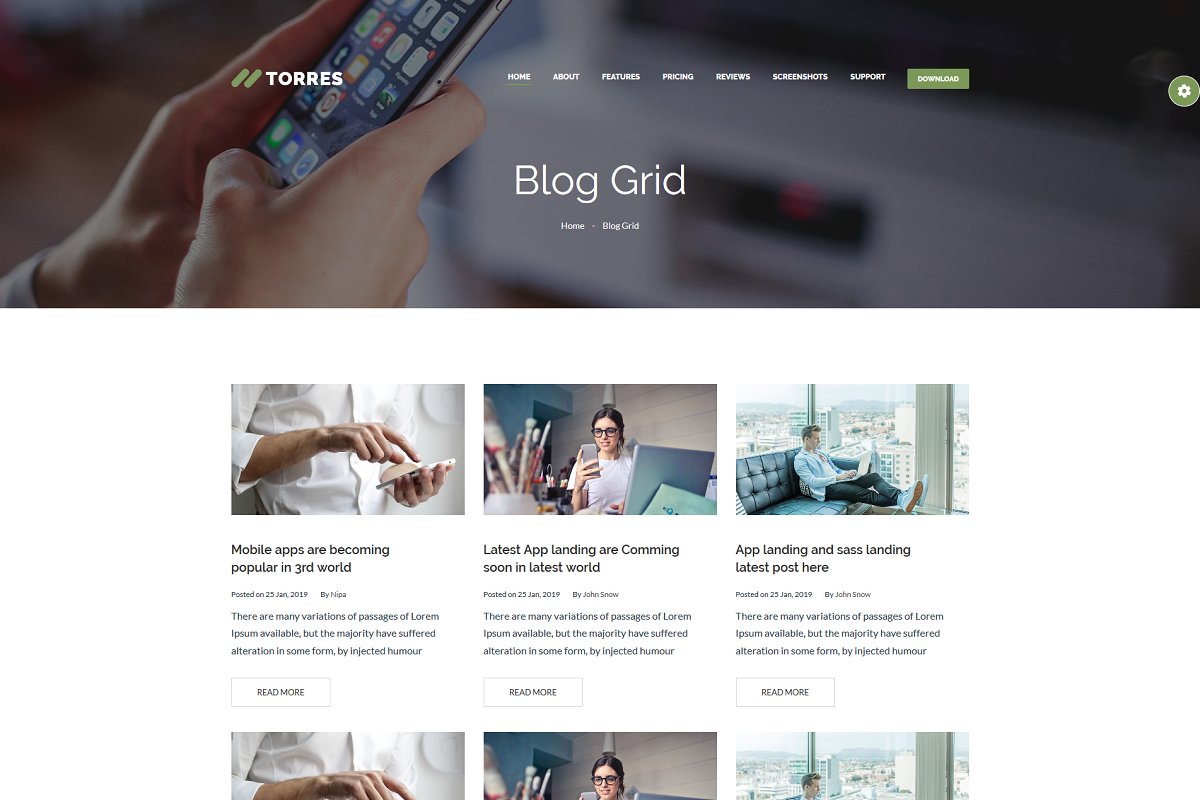 TORRES
HOME ABOUT FEATURES PRICING REVIEWS SCREENSHOTS SUPPORT DOWNLOAD
Blog Grid
Home - Blog Grid
Mobile apps are becoming
popular in 3rd world
Posted on 25 Jan, 2019 By Nipa
There are many variations of passages of Lorem
Ipsum available, but the majority have suffered
alteration in some form, by injected humour
READ MORE
Latest App landing are Comming
soon in latest world
Posted on 25 Jan, 2019 By John Snow
There are many variations of passages of Lorem
Ipsum available, but the majority have suffered
alteration in some form, by injected humour
READ MORE
App landing and sass landing
latest post here
Posted on 25 Jan, 2019 By John Snow
There are many variations of passages of Lorem
Ipsum available, but the majority have suffered
alteration in some form, by injected humour
READ MORE